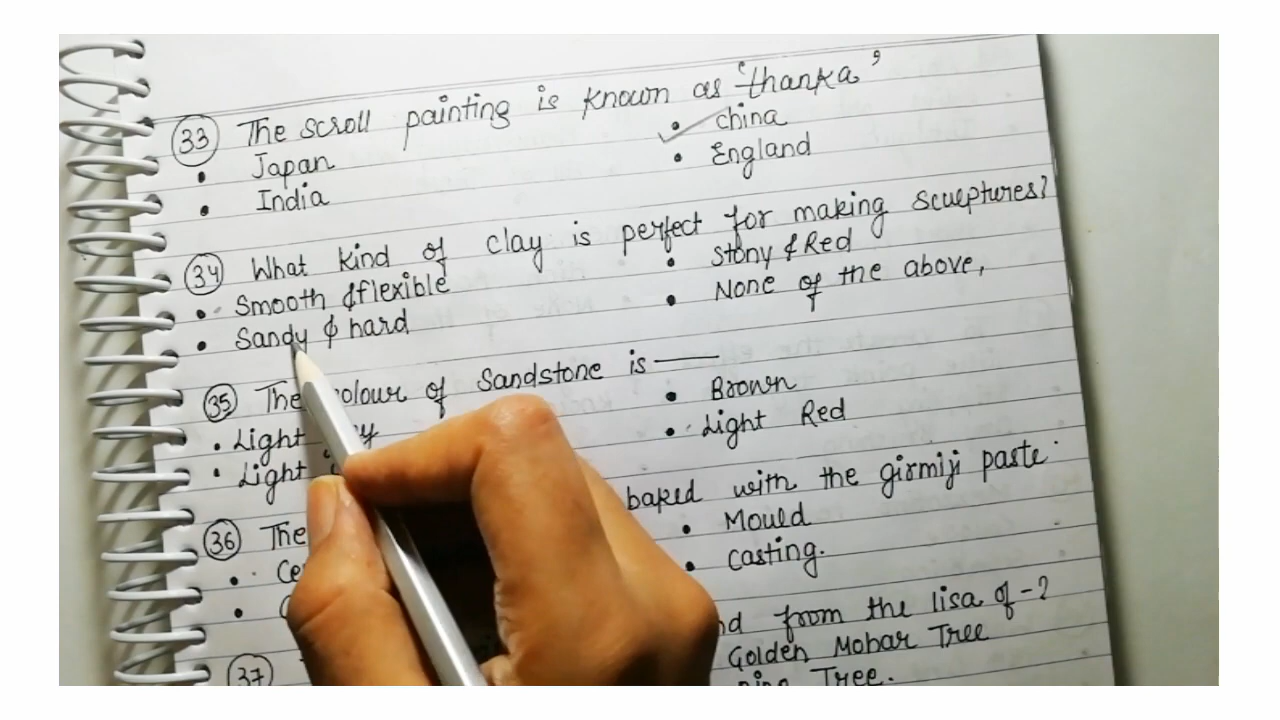 33 The scroll painting is known as 'thanka'
• Japan • china
• India • England
34 What kind of clay is perfect for making sculptures?
• Smooth & flexible • Stony & Red
• Sandy & hard • None of the above,
35 The colour of Sandstone is ——
• Light • Brown
• Light • Light Red
36 The baked with the girmiji paste.
• Mould
• Casting.
37 from the lisa of -?
Golden Mohar Tree
Tree.